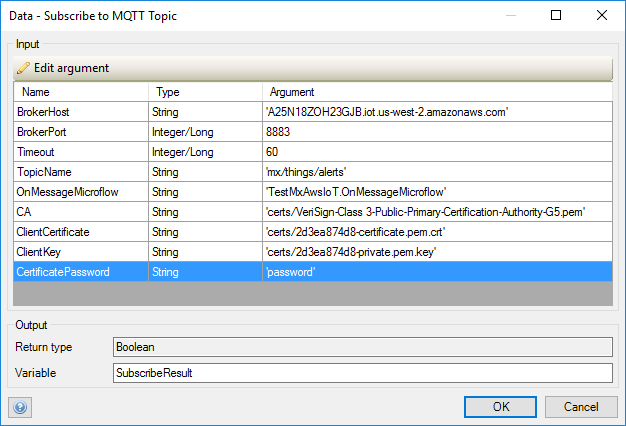 Data - Subscribe to MQTT Topic
Input
Edit argument
Name Type Argument
BrokerHost String 'A25N18ZOH23GJB.iot.us-west-2.amazonaws.com'
BrokerPort Integer/Long 8883
Timeout Integer/Long 60
TopicName String 'mx/things/alerts'
OnMessageMicroflow String 'TestMxAwsIoT.OnMessageMicroflow'
CA String 'certs/VeriSign-Class 3-Public-Primary-Certification-Authority-G5.pem'
ClientCertificate String 'certs/2d3ea874d8-certificate.pem.crt'
ClientKey String 'certs/2d3ea874d8-private.pem.key'
CertificatePassword String 'password'
Output
Return type Boolean
Variable SubscribeResult
? OK Cancel